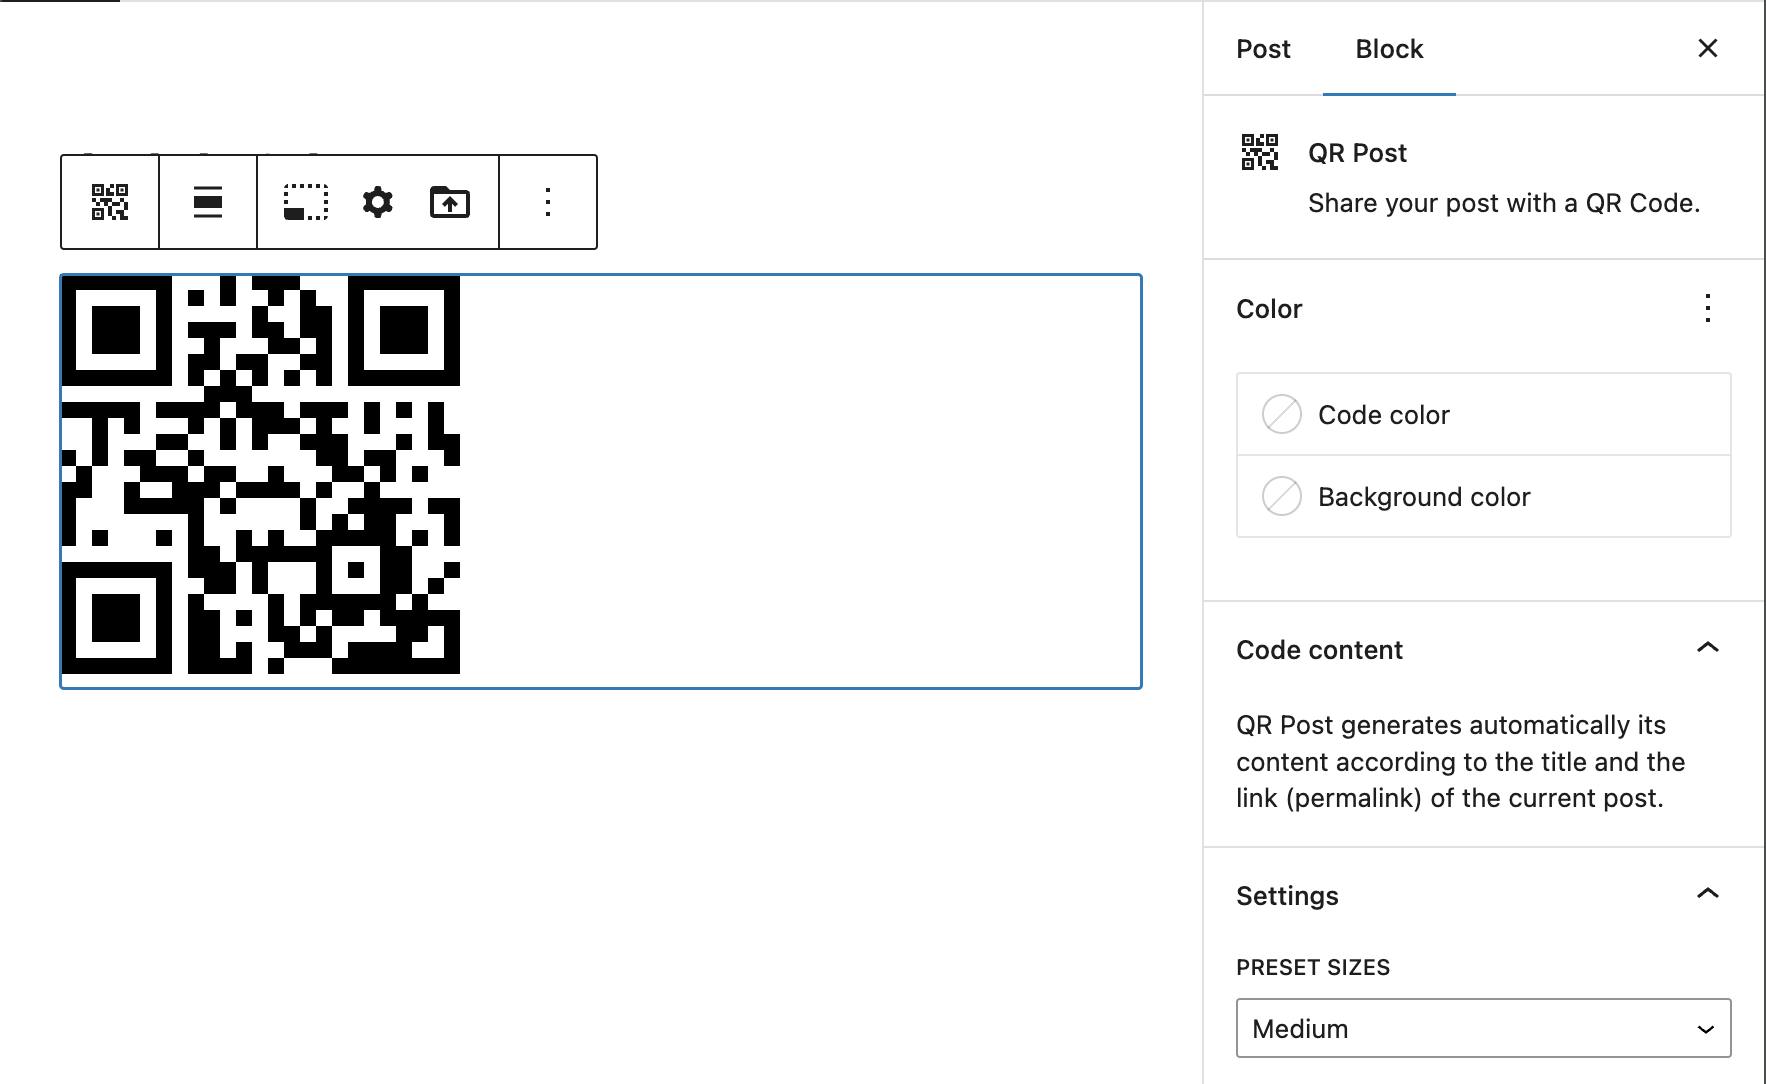 Post
Block
QR Post
Share your post with a QR Code.
Color
Code color
Background color
Code content
QR Post generates automatically its
content according to the title and the
link (permalink) of the current post.
Settings
PRESET SIZES
Medium